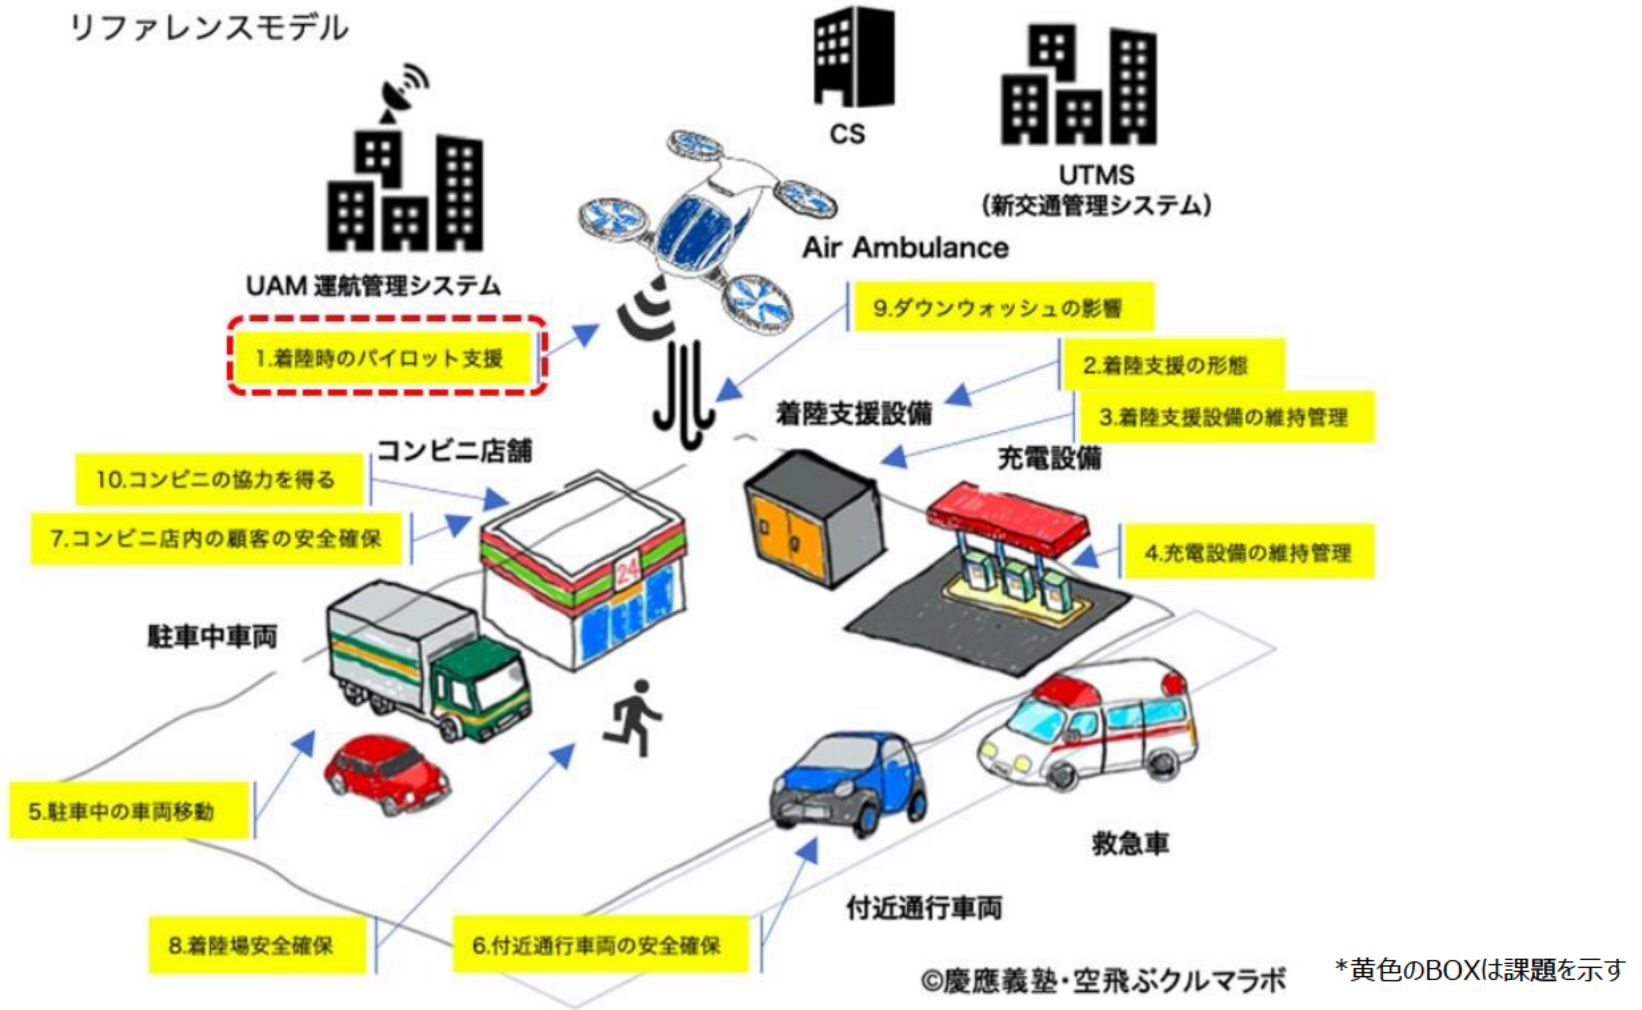 リファレンスモデル
CS
UTMS
(新交通管理システム)
UAM 運航管理システム
Air Ambulance
1.着陸時のパイロット支援
9.ダウンウォッシュの影響
2.着陸支援の形態
着陸支援設備
3.着陸支援設備の維持管理
コンビニ店舗
充電設備
10.コンビニの協力を得る
7.コンビニ店内の顧客の安全確保
4.充電設備の維持管理
24
駐車中車両
5.駐車中の車両移動
救急車
付近通行車両
8.着陸場安全確保
6.付近通行車両の安全確保
©慶應義塾・空飛ぶクルマラボ
*黄色のBOXは課題を示す